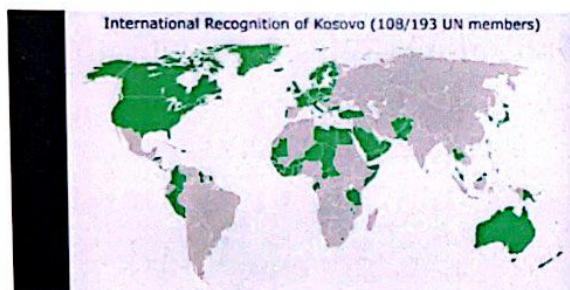 International Recognition of Kosovo (108/193 UN members)